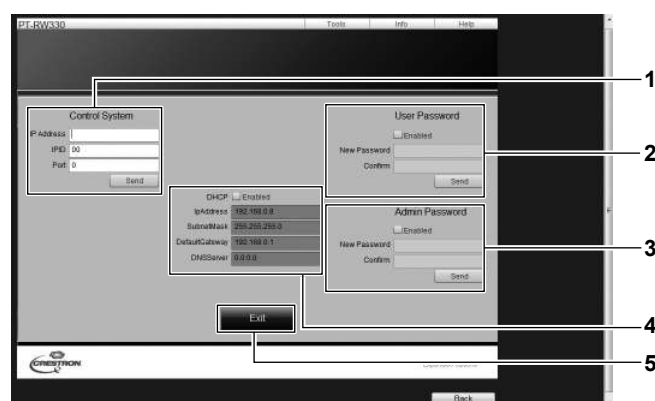 PT-RW330
Tools Info Help
1
Control System
IP Address
IPID 00
Port 0
Send
User Password
Enabled
New Password
Confirm
Send
2
DHCP Enabled
IpAddress 192.168.0.8
SubnetMask 255.255.255.0
DefaultGateway 192.168.0.1
DNSServer 0.0.0.0
Admin Password
Enabled
New Password
Confirm
Send
3
4
Exit
5
CRESTRON
Back